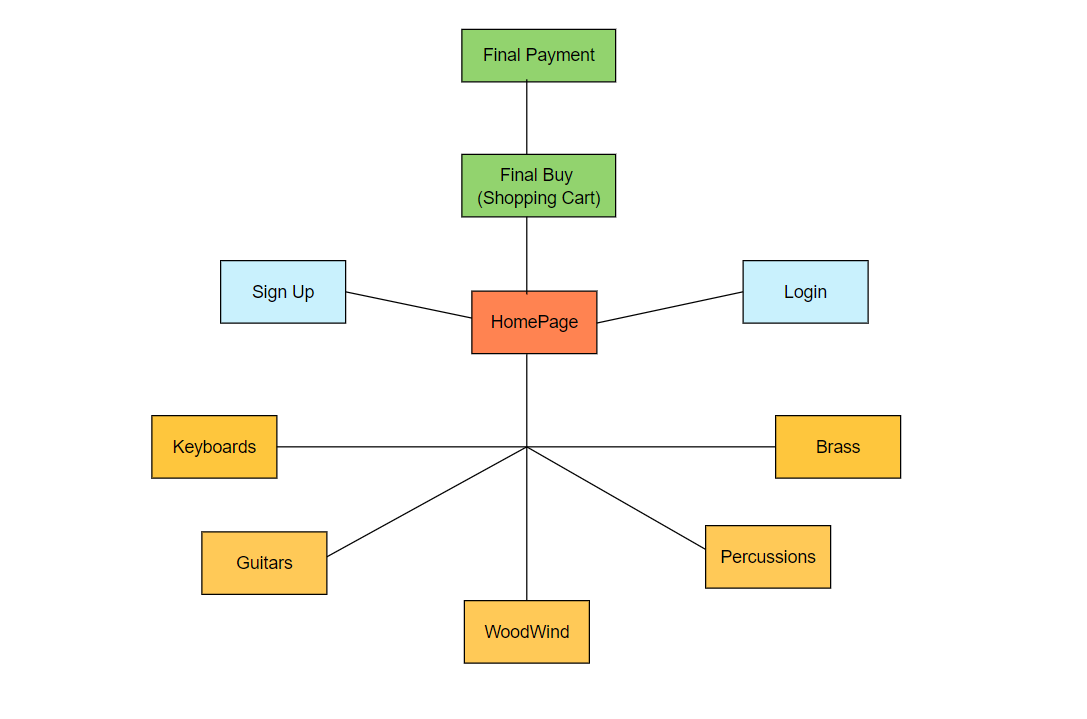 Final Payment
Final Buy
(Shopping Cart)
Sign Up
Login
HomePage
Keyboards
Brass
Guitars
Percussions
WoodWind